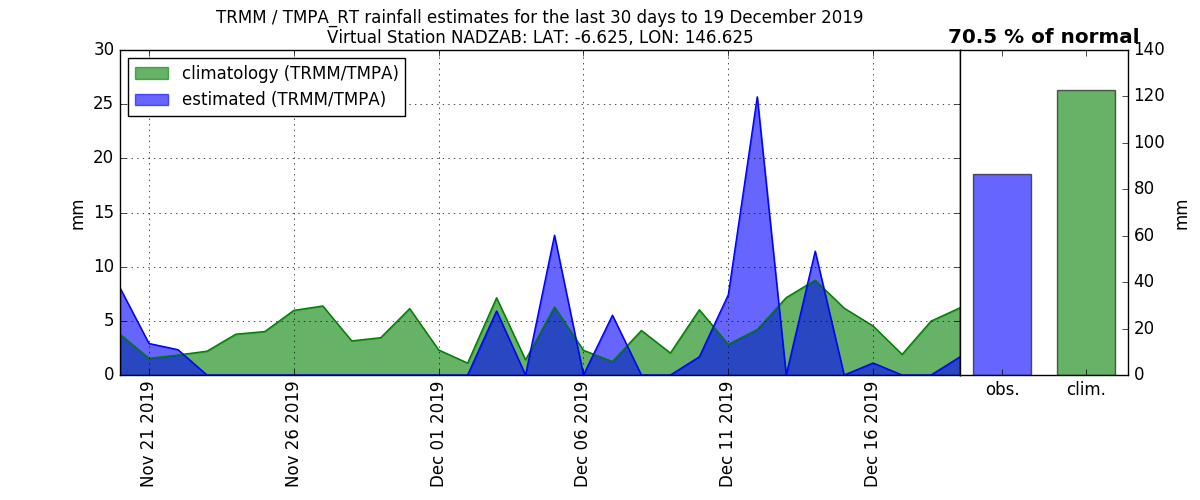 TRMM / TMPA_RT rainfall estimates for the last 30 days to 19 December 2019
Virtual Station NADZAB: LAT: -6.625, LON: 146.625
70.5 % of normal
climatology (TRMM/TMPA)
estimated (TRMM/TMPA)
30
25
20
15
10
5
0
mm
Nov 21 2019
Nov 26 2019
Dec 01 2019
Dec 06 2019
Dec 11 2019
Dec 16 2019
140
120
100
80
60
40
20
0
mm
obs.
clim.